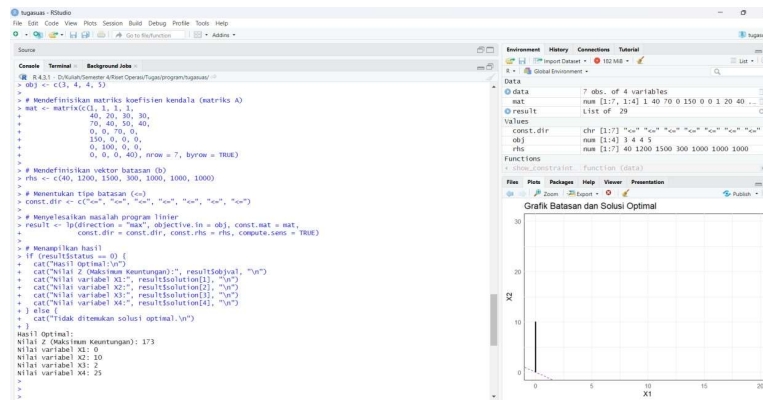 tugasuas - RStudio
File Edit Code View Plots Session Build Debug Profile Tools Help
Go to file/function Addins
Source
Console Terminal Background Jobs
R 4.3.1 · D:/Kuliah/Semester 4/Riset Operasi/Tugas/program/tugasuas/
> obj <- c(3, 4, 4, 5)
>
> # Mendefinisikan matriks koefisien kendala (matriks A)
> mat <- matrix(c(1, 1, 1, 1,
+ 40, 20, 30, 30,
+ 70, 40, 50, 40,
+ 0, 0, 70, 0,
+ 150, 0, 0, 0,
+ 0, 100, 0, 0,
+ 0, 0, 0, 40), nrow = 7, byrow = TRUE)
>
> # Mendefinisikan vektor batasan (b)
> rhs <- c(40, 1200, 1500, 300, 1000, 1000, 1000)
>
> # Menentukan tipe batasan (<=)
> const.dir <- c("<=", "<=", "<=", "<=", "<=", "<=", "<=")
>
> # Menyelesaikan masalah program linier
> result <- lp(direction = "max", objective.in = obj, const.mat = mat,
+ const.dir = const.dir, const.rhs = rhs, compute.sens = TRUE)
>
> # Menampilkan hasil
> if (result$status == 0) {
+ cat("Hasil Optimal:\n")
+ cat("Nilai Z (Maksimum Keuntungan):", result$objval, "\n")
+ cat("Nilai variabel X1:", result$solution[1], "\n")
+ cat("Nilai variabel X2:", result$solution[2], "\n")
+ cat("Nilai variabel X3:", result$solution[3], "\n")
+ cat("Nilai variabel X4:", result$solution[4], "\n")
+ } else {
+ cat("Tidak ditemukan solusi optimal.\n")
+ }
Hasil Optimal:
Nilai Z (Maksimum Keuntungan): 173
Nilai variabel X1: 0
Nilai variabel X2: 10
Nilai variabel X3: 2
Nilai variabel X4: 25
>
>
>
Environment History Connections Tutorial
Import Dataset 182 MiB List
R Global Environment
Data
data 7 obs. of 4 variables
mat num [1:7, 1:4] 1 40 70 0 150 0 0 1 20 40 ...
result List of 29
Values
const.dir chr [1:7] "<=" "<=" "<=" "<=" "<=" "<=" "<="
obj num [1:4] 3 4 4 5
rhs num [1:7] 40 1200 1500 300 1000 1000 1000
Functions
show_constraint function (data)
Files Plots Packages Help Viewer Presentation
Zoom Export Publish
Grafik Batasan dan Solusi Optimal
30
20
X2
10
0
0 5 10 15 20
X1